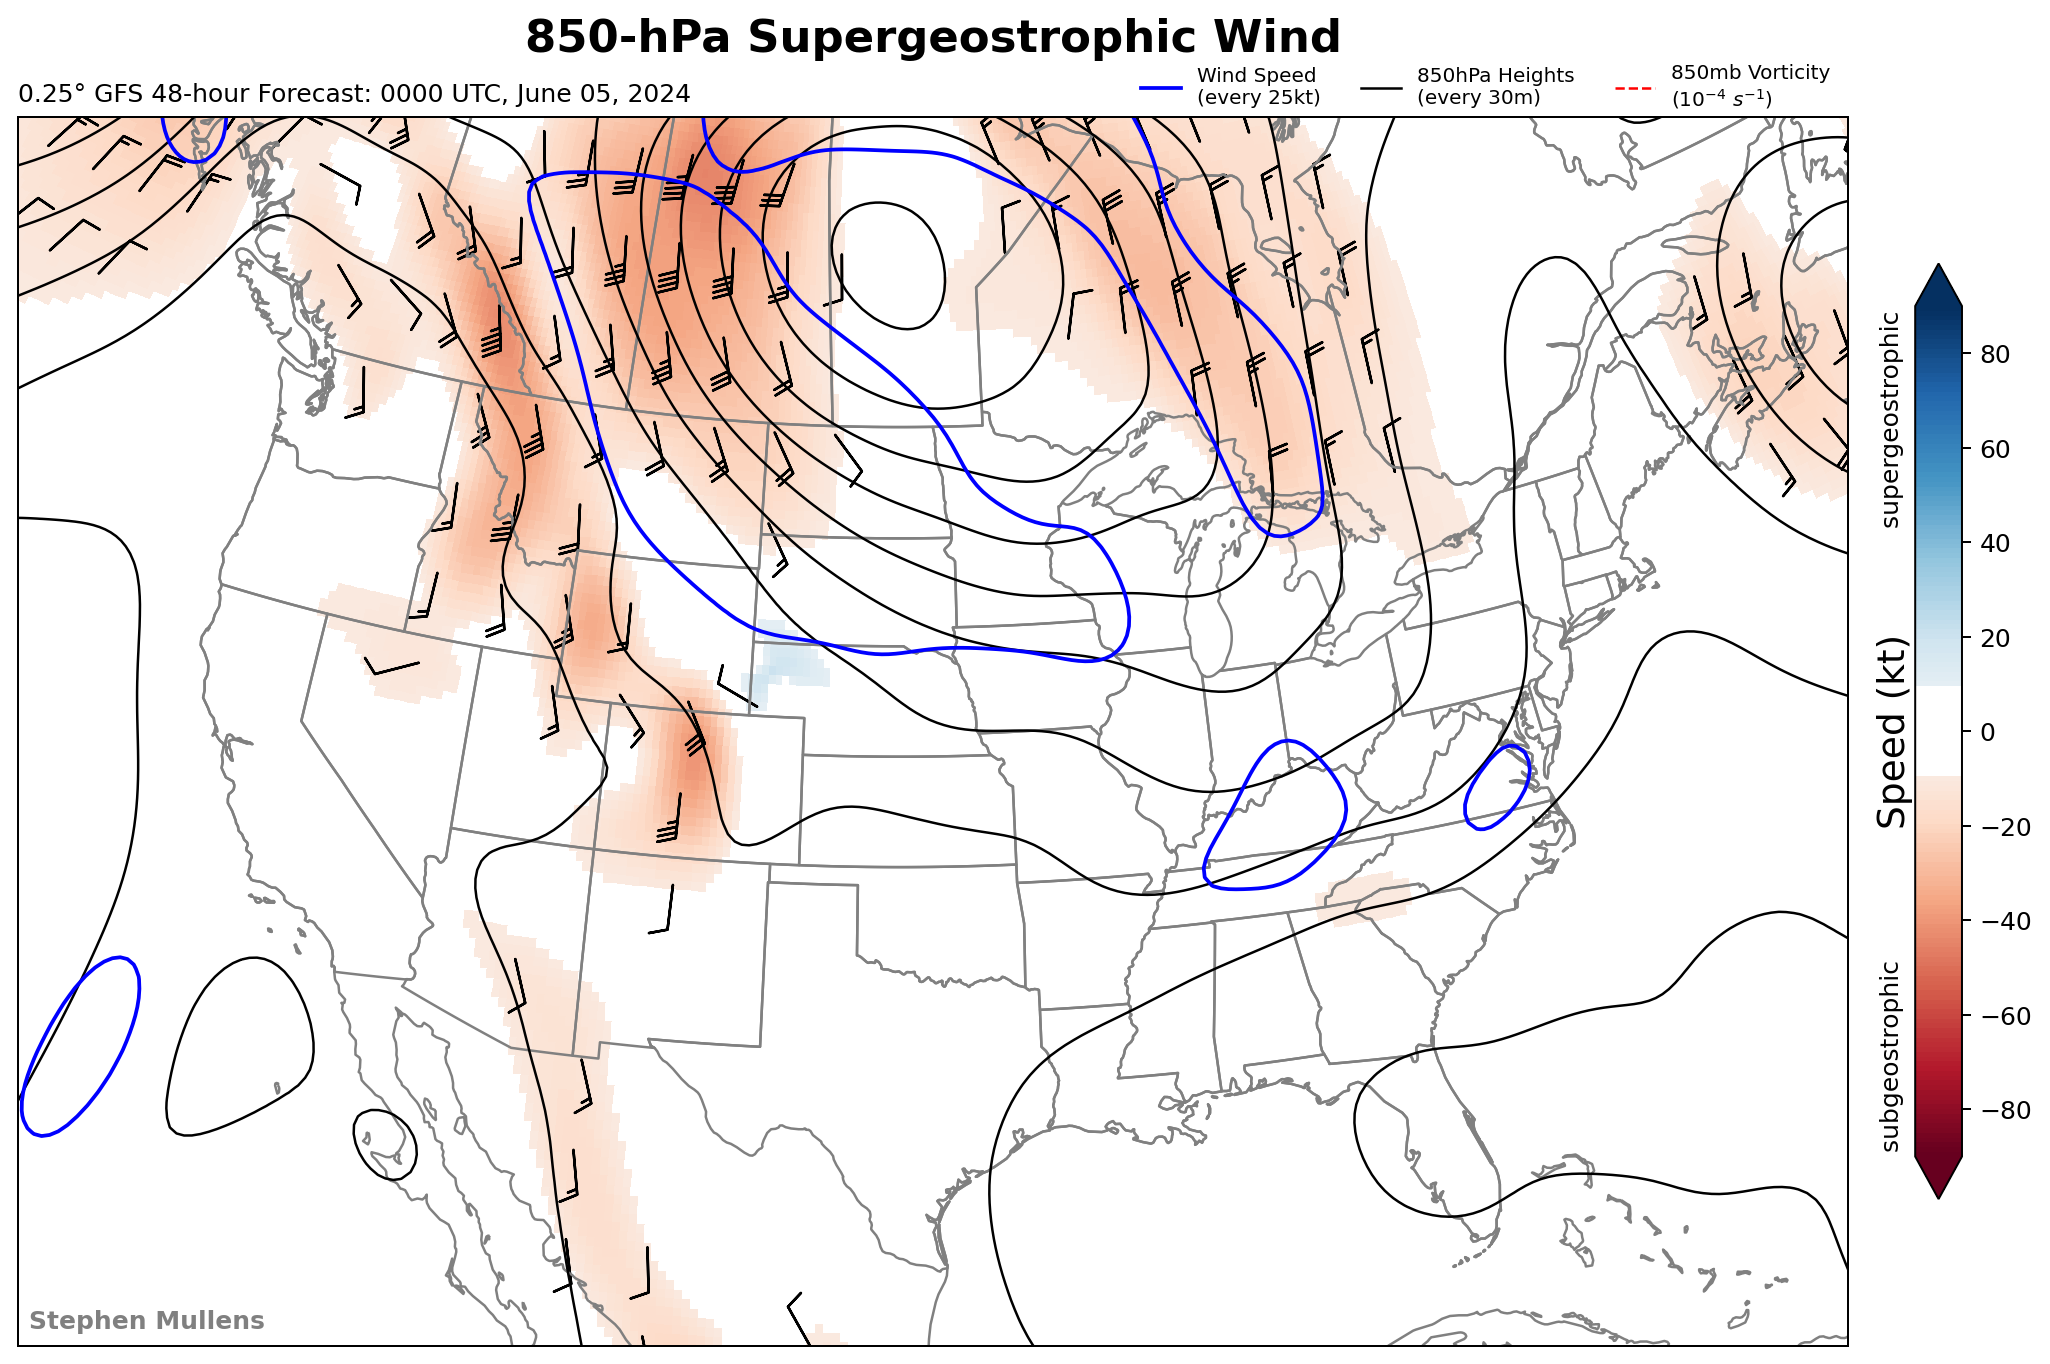 850-hPa Supergeostrophic Wind
0.25° GFS 48-hour Forecast: 0000 UTC, June 05, 2024
Wind Speed
(every 25kt)
850hPa Heights
(every 30m)
850mb Vorticity
(10⁻⁴ s⁻¹)
supergeostrophic
Speed (kt)
subgeostrophic
80
60
40
20
0
−20
−40
−60
−80
Stephen Mullens